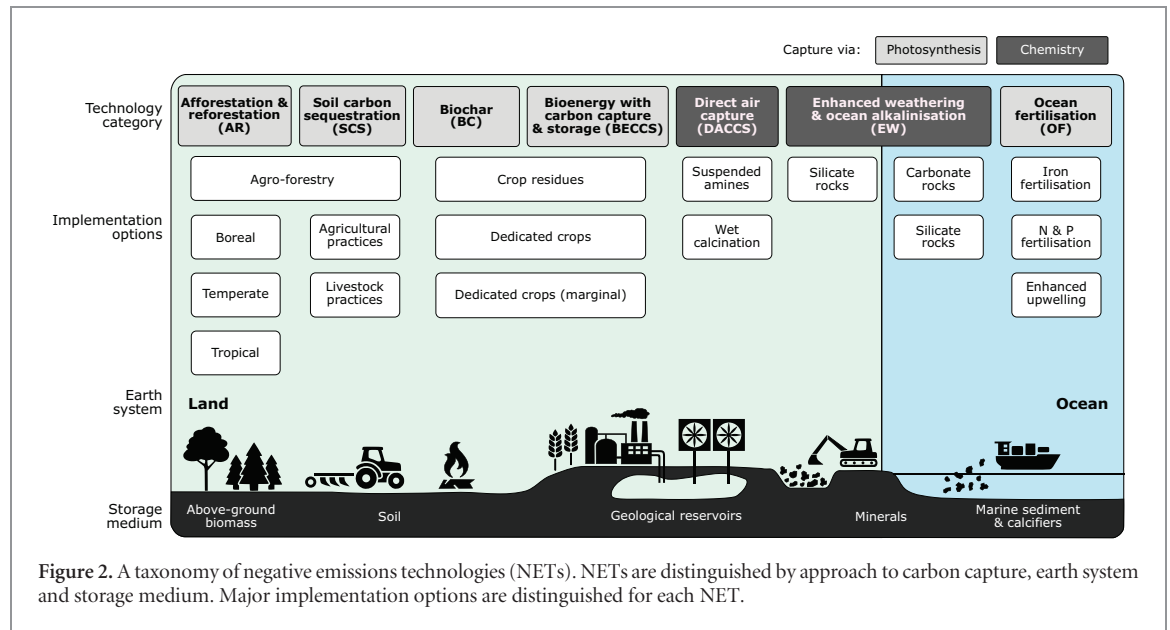 Capture via:
Photosynthesis
Chemistry
Technology
category
Afforestation &
reforestation
(AR)
Soil carbon
sequestration
(SCS)
Biochar
(BC)
Bioenergy with
carbon capture
& storage (BECCS)
Direct air
capture
(DACCS)
Enhanced weathering
& ocean alkalinisation
(EW)
Ocean
fertilisation
(OF)
Implementation
options
Agro-forestry
Crop residues
Suspended
amines
Silicate
rocks
Carbonate
rocks
Iron
fertilisation
Boreal
Agricultural
practices
Dedicated crops
Wet
calcination
Silicate
rocks
N & P
fertilisation
Temperate
Livestock
practices
Dedicated crops (marginal)
Enhanced
upwelling
Tropical
Earth
system
Land
Ocean
Storage
medium
Above-ground
biomass
Soil
Geological reservoirs
Minerals
Marine sediment
& calcifiers
Figure 2. A taxonomy of negative emissions technologies (NETs). NETs are distinguished by approach to carbon capture, earth system
and storage medium. Major implementation options are distinguished for each NET.